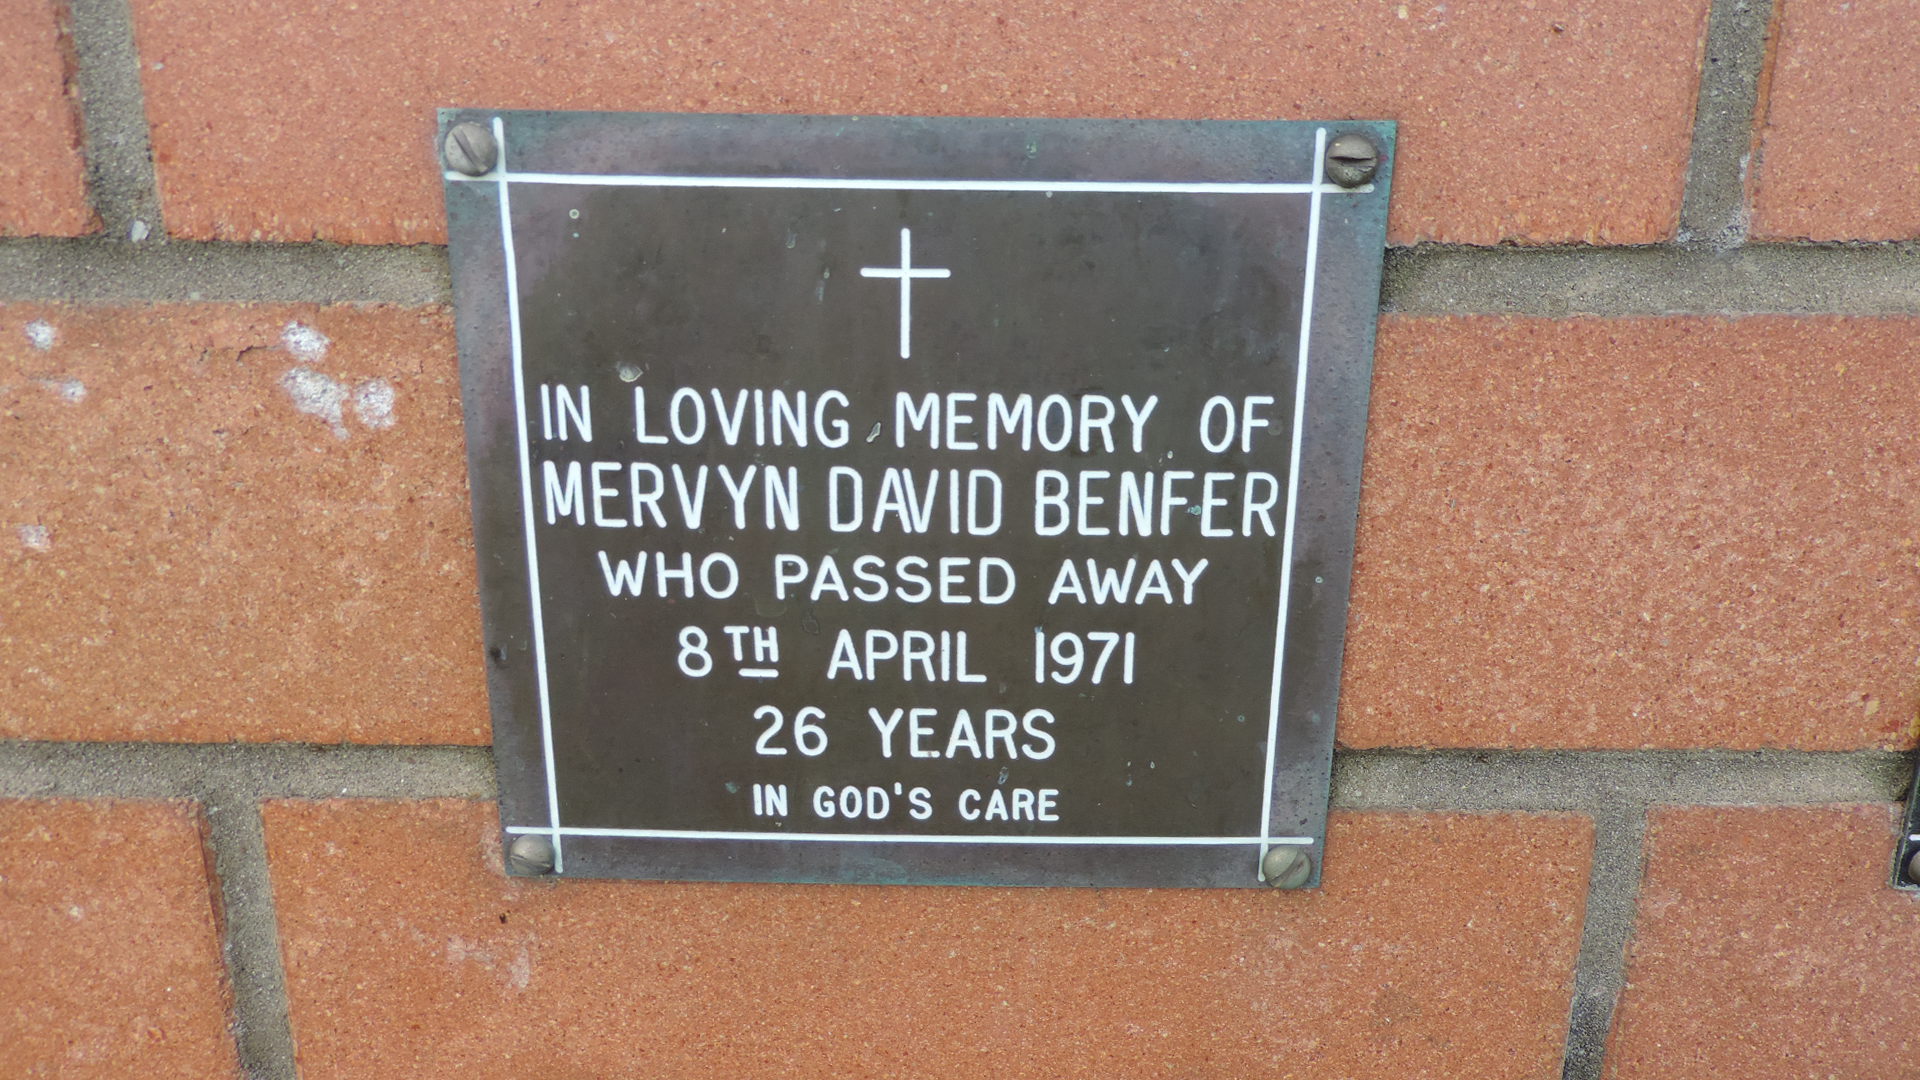 IN LOVING MEMORY OF
MERVYN DAVID BENFER
WHO PASSED AWAY
8TH APRIL 1971
26 YEARS
IN GOD'S CARE